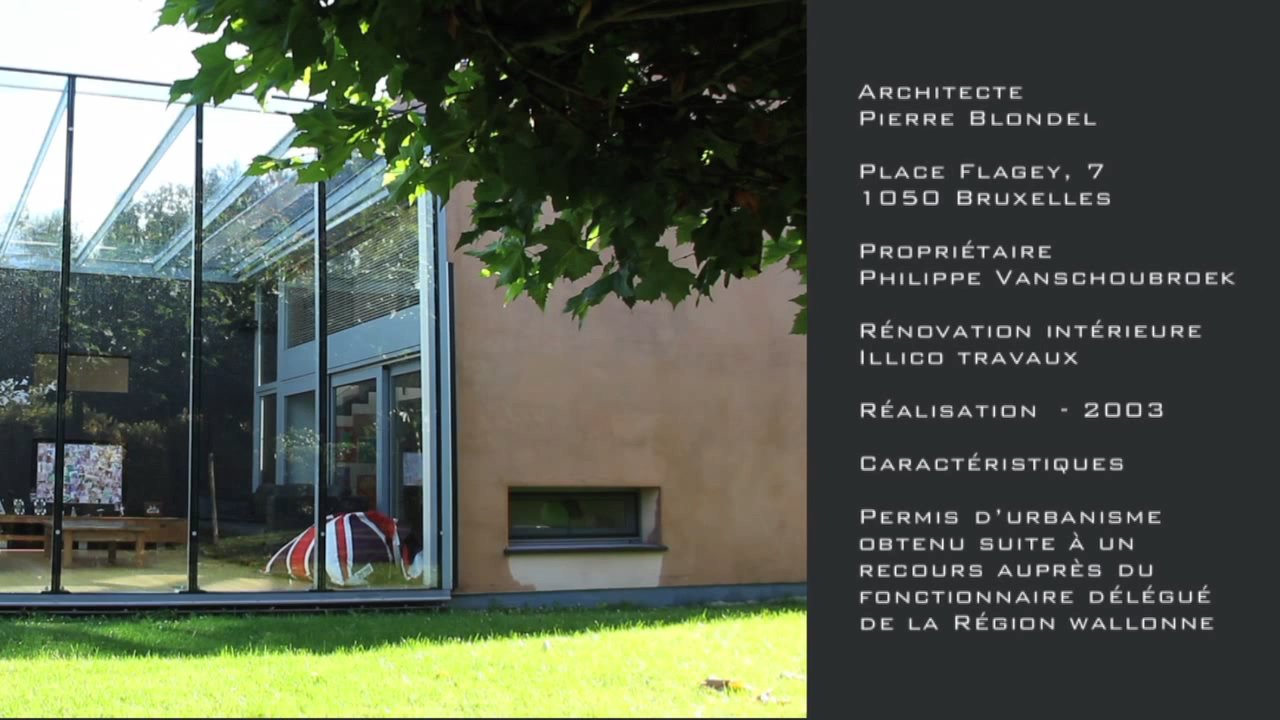 Architecte
Pierre Blondel
Place Flagey, 7
1050 Bruxelles
Propriétaire
Philippe Vanschoubroek
Rénovation intérieure
Illico travaux
Réalisation - 2003
Caractéristiques
Permis d'urbanisme
obtenu suite à un
recours auprès du
fonctionnaire délégué
de la Région wallonne